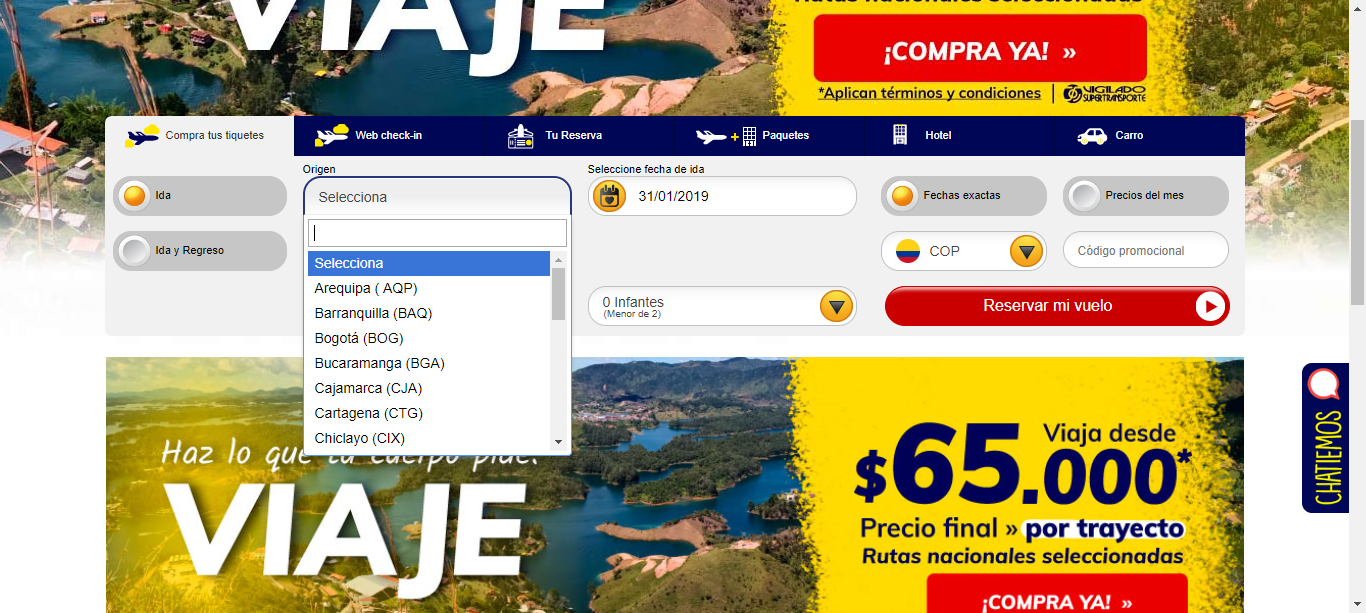 VIAJE
Rutas nacionales seleccionadas
¡COMPRA YA! »
*Aplican términos y condiciones
VIGILADO
SUPERTRANSPORTE
Compra tus tiquetes
Web check-in
Tu Reserva
Paquetes
Hotel
Carro
Origen
Seleccione fecha de ida
Ida
Selecciona
31/01/2019
Fechas exactas
Precios del mes
Ida y Regreso
COP
Código promocional
Selecciona
Arequipa ( AQP)
Barranquilla (BAQ)
Bogotá (BOG)
Bucaramanga (BGA)
Cajamarca (CJA)
Cartagena (CTG)
Chiclayo (CIX)
0 Infantes
(Menor de 2)
Reservar mi vuelo
CHATIEMOS
Haz lo que tu cuerpo pide:
VIAJE
Viaja desde
$65.000*
Precio final » por trayecto
Rutas nacionales seleccionadas
¡COMPRA YA! »